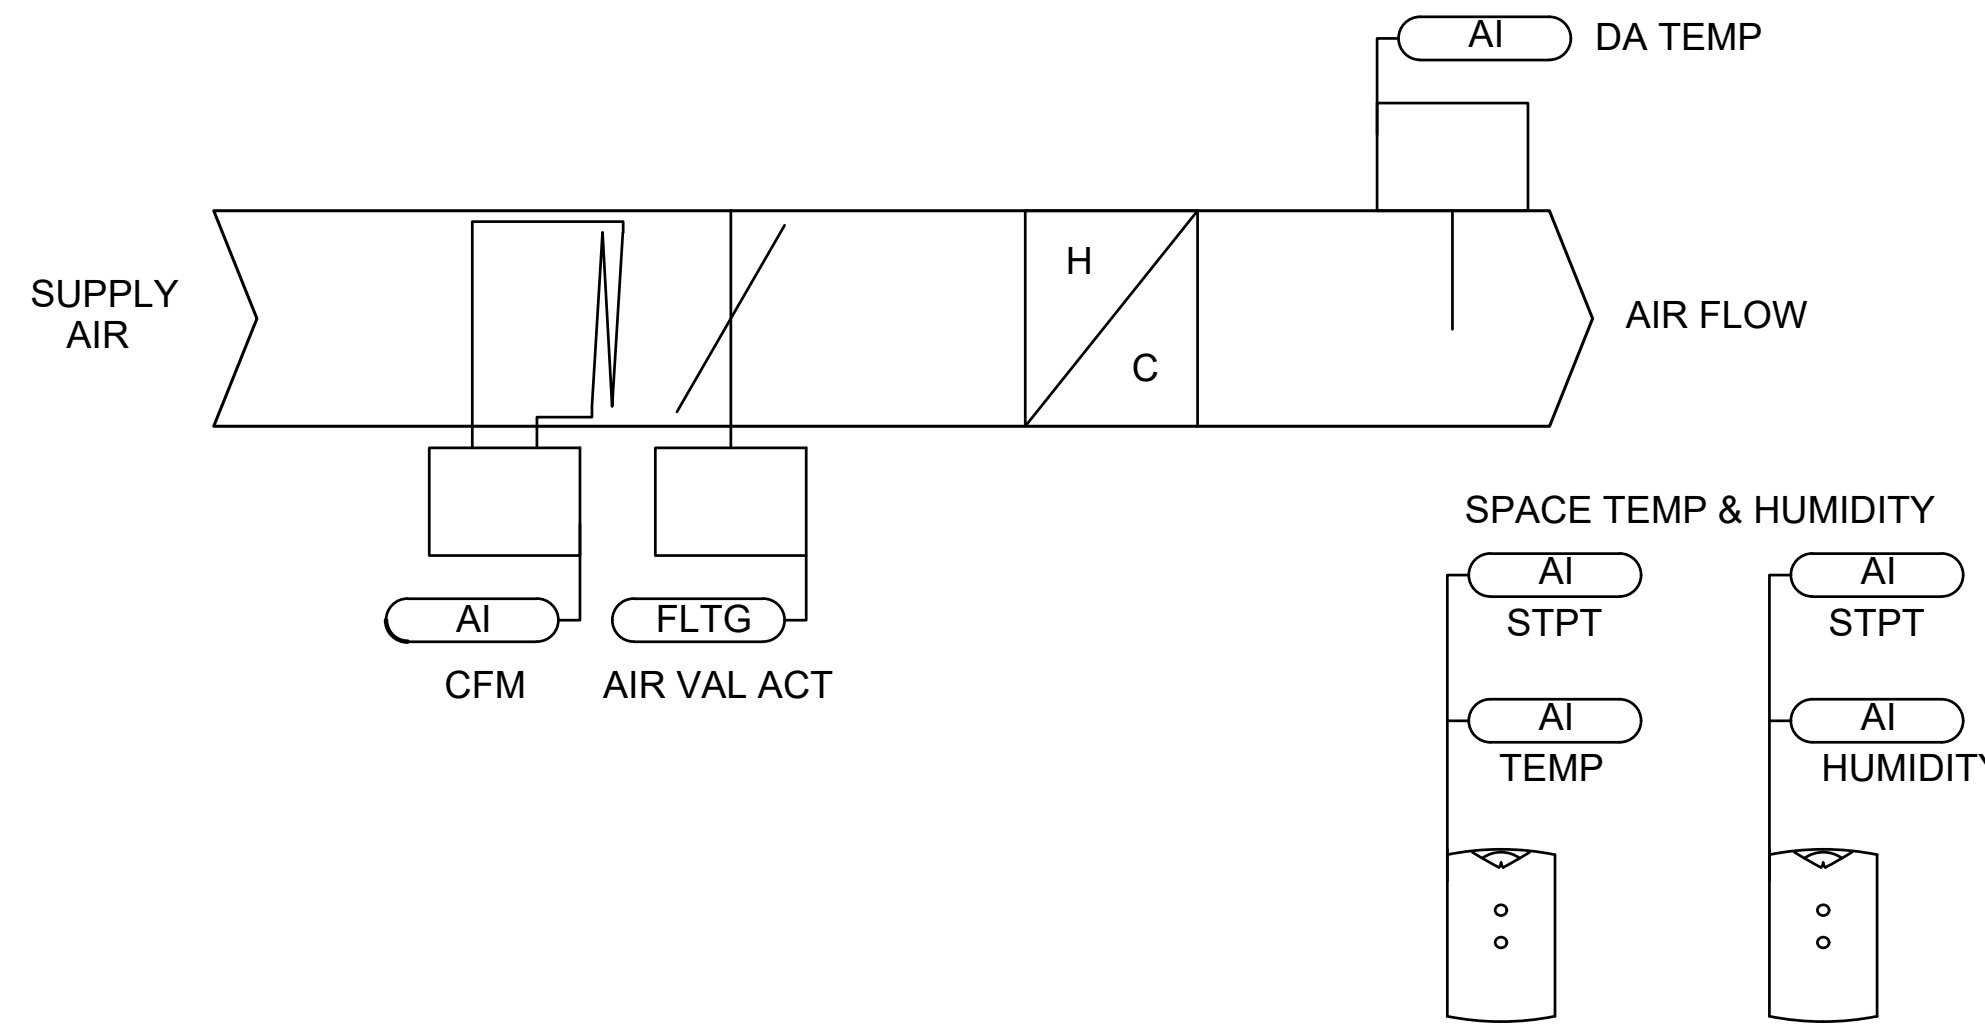 AI
DA TEMP
SUPPLY
AIR
H
C
AIR FLOW
SPACE TEMP & HUMIDITY
AI
STPT
AI
STPT
AI
CFM
FLTG
AIR VAL ACT
AI
TEMP
AI
HUMIDITY